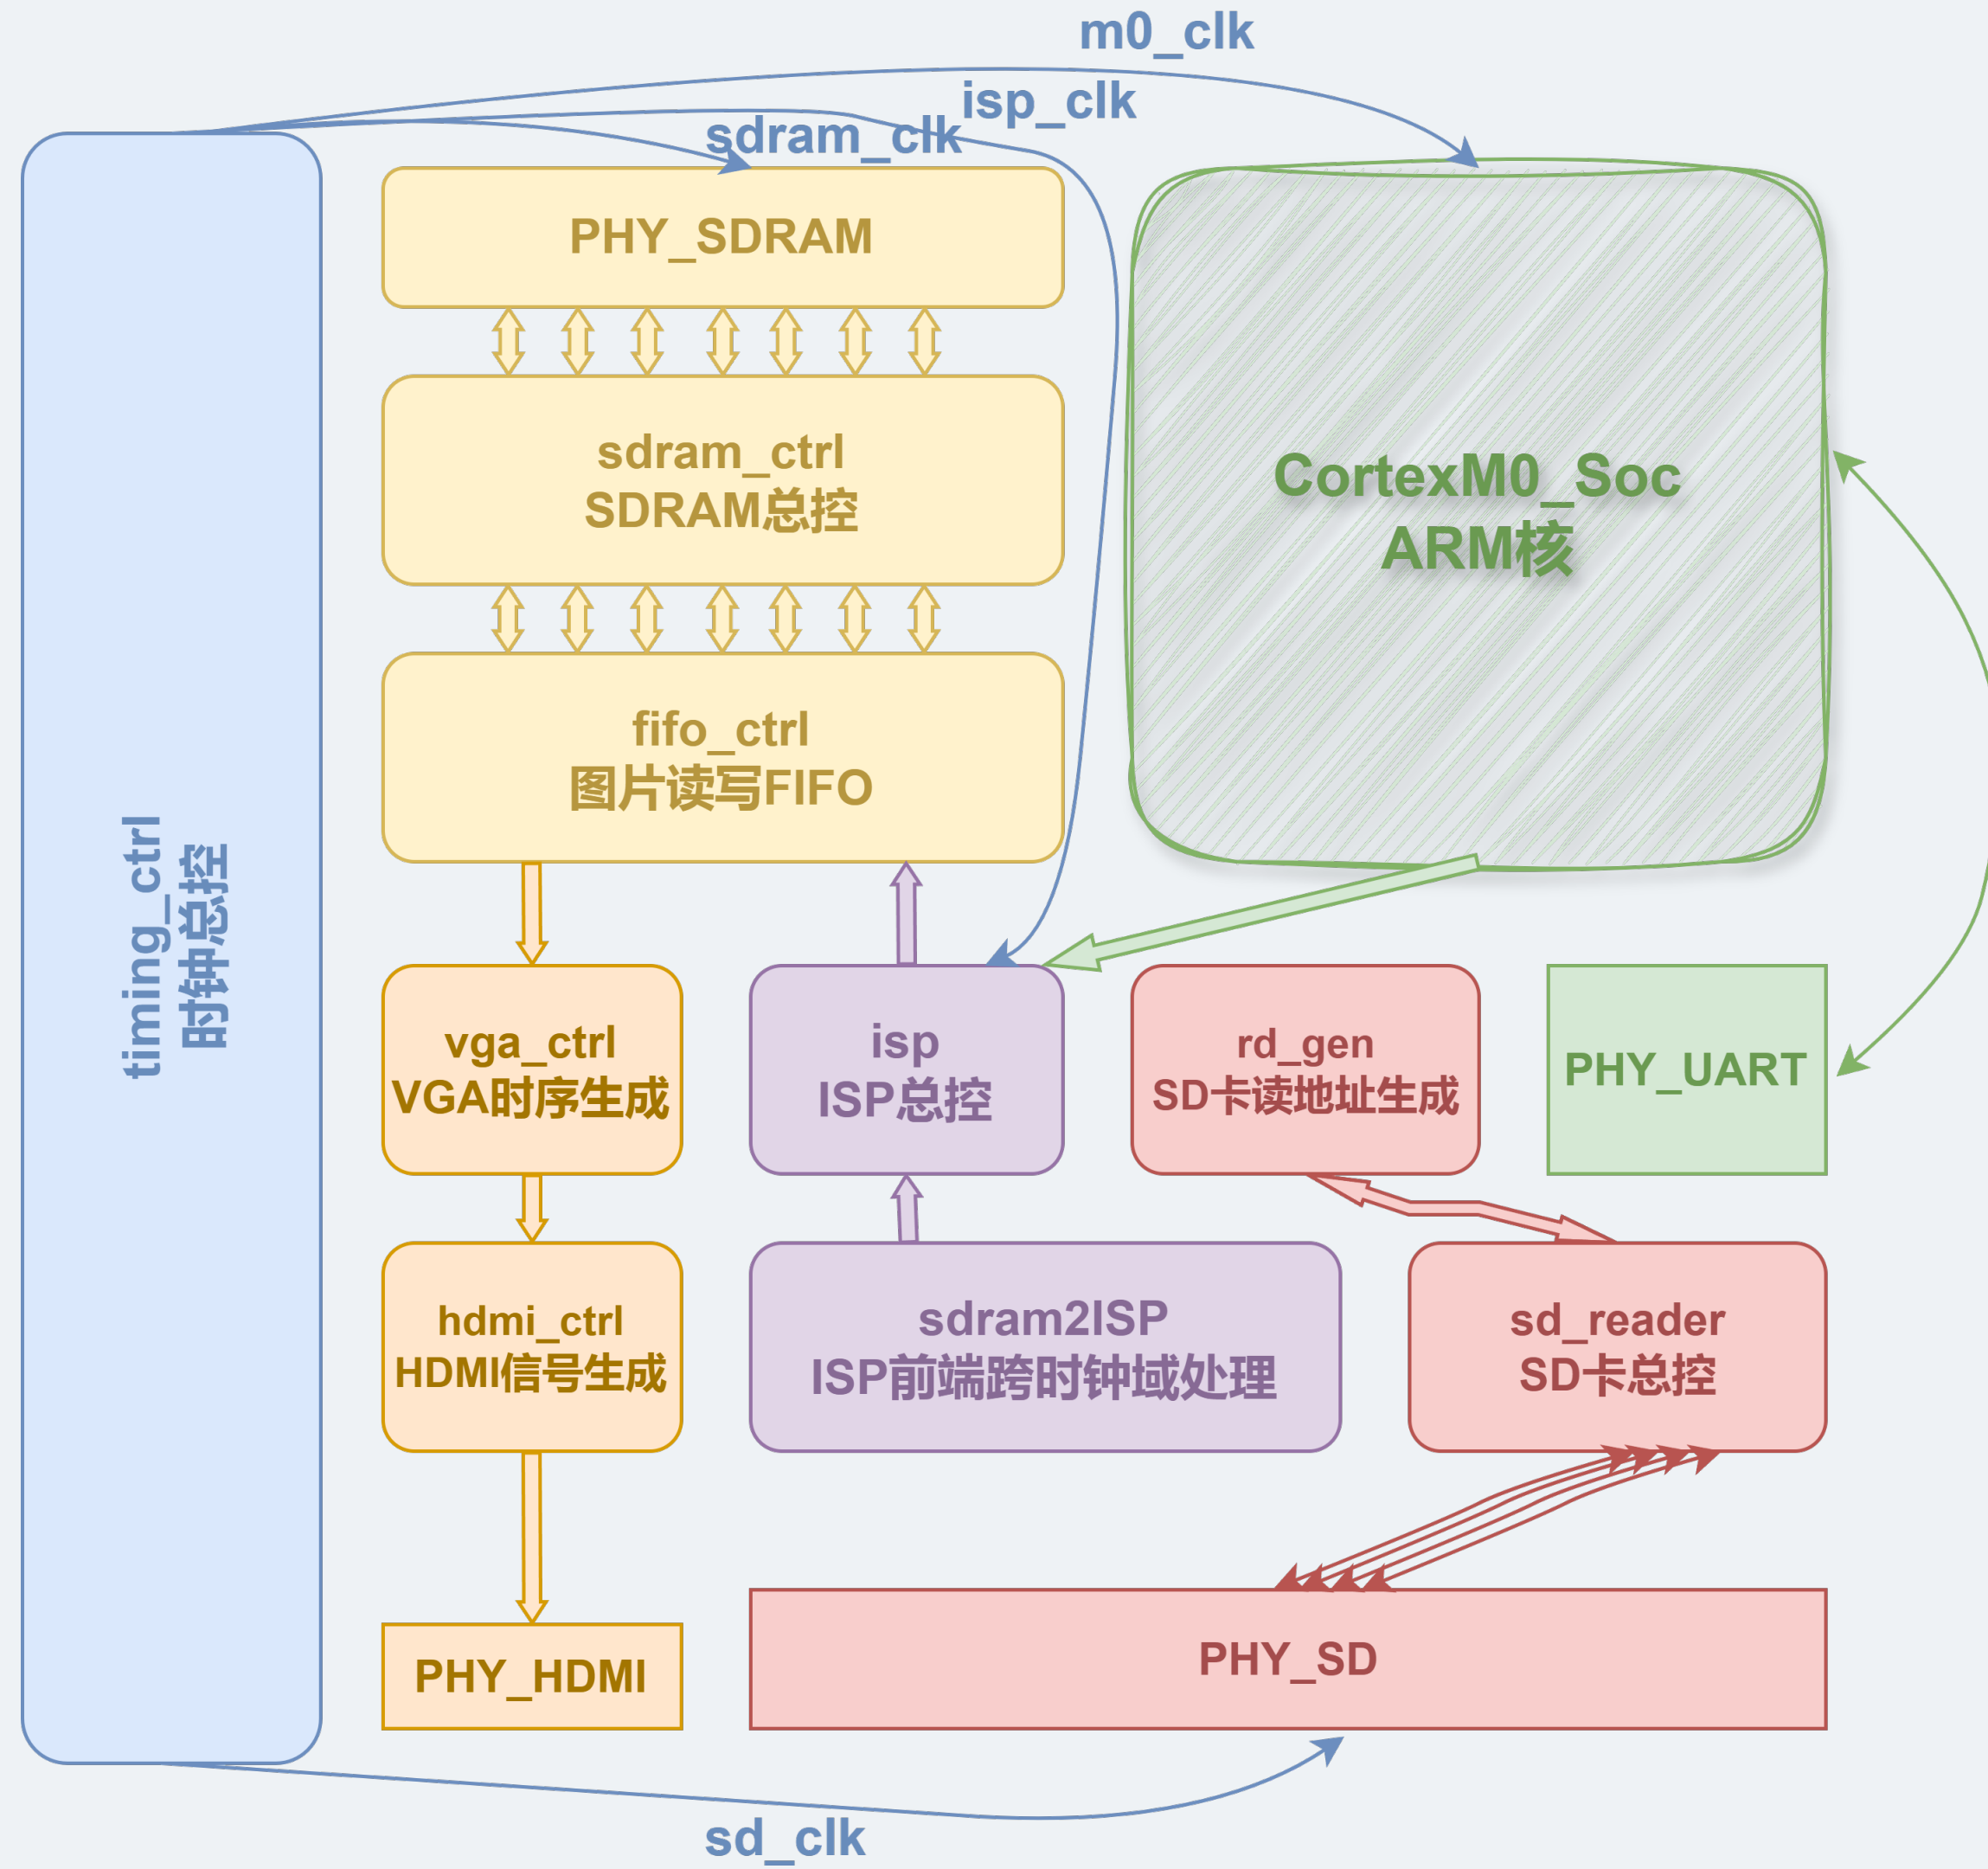 m0_clk
isp_clk
sdram_clk
timing_ctrl
时钟总控
PHY_SDRAM
sdram_ctrl
SDRAM总控
fifo_ctrl
图片读写FIFO
CortexM0_Soc
ARM核
vga_ctrl
VGA时序生成
isp
ISP总控
rd_gen
SD卡读地址生成
PHY_UART
hdmi_ctrl
HDMI信号生成
sdram2ISP
ISP前端跨时钟域处理
sd_reader
SD卡总控
PHY_HDMI
PHY_SD
sd_clk